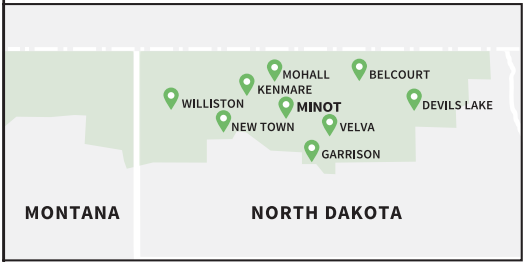 MOHALL
BELCOURT
KENMARE
WILLISTON
MINOT
DEVILS LAKE
NEW TOWN
VELVA
GARRISON
MONTANA
NORTH DAKOTA